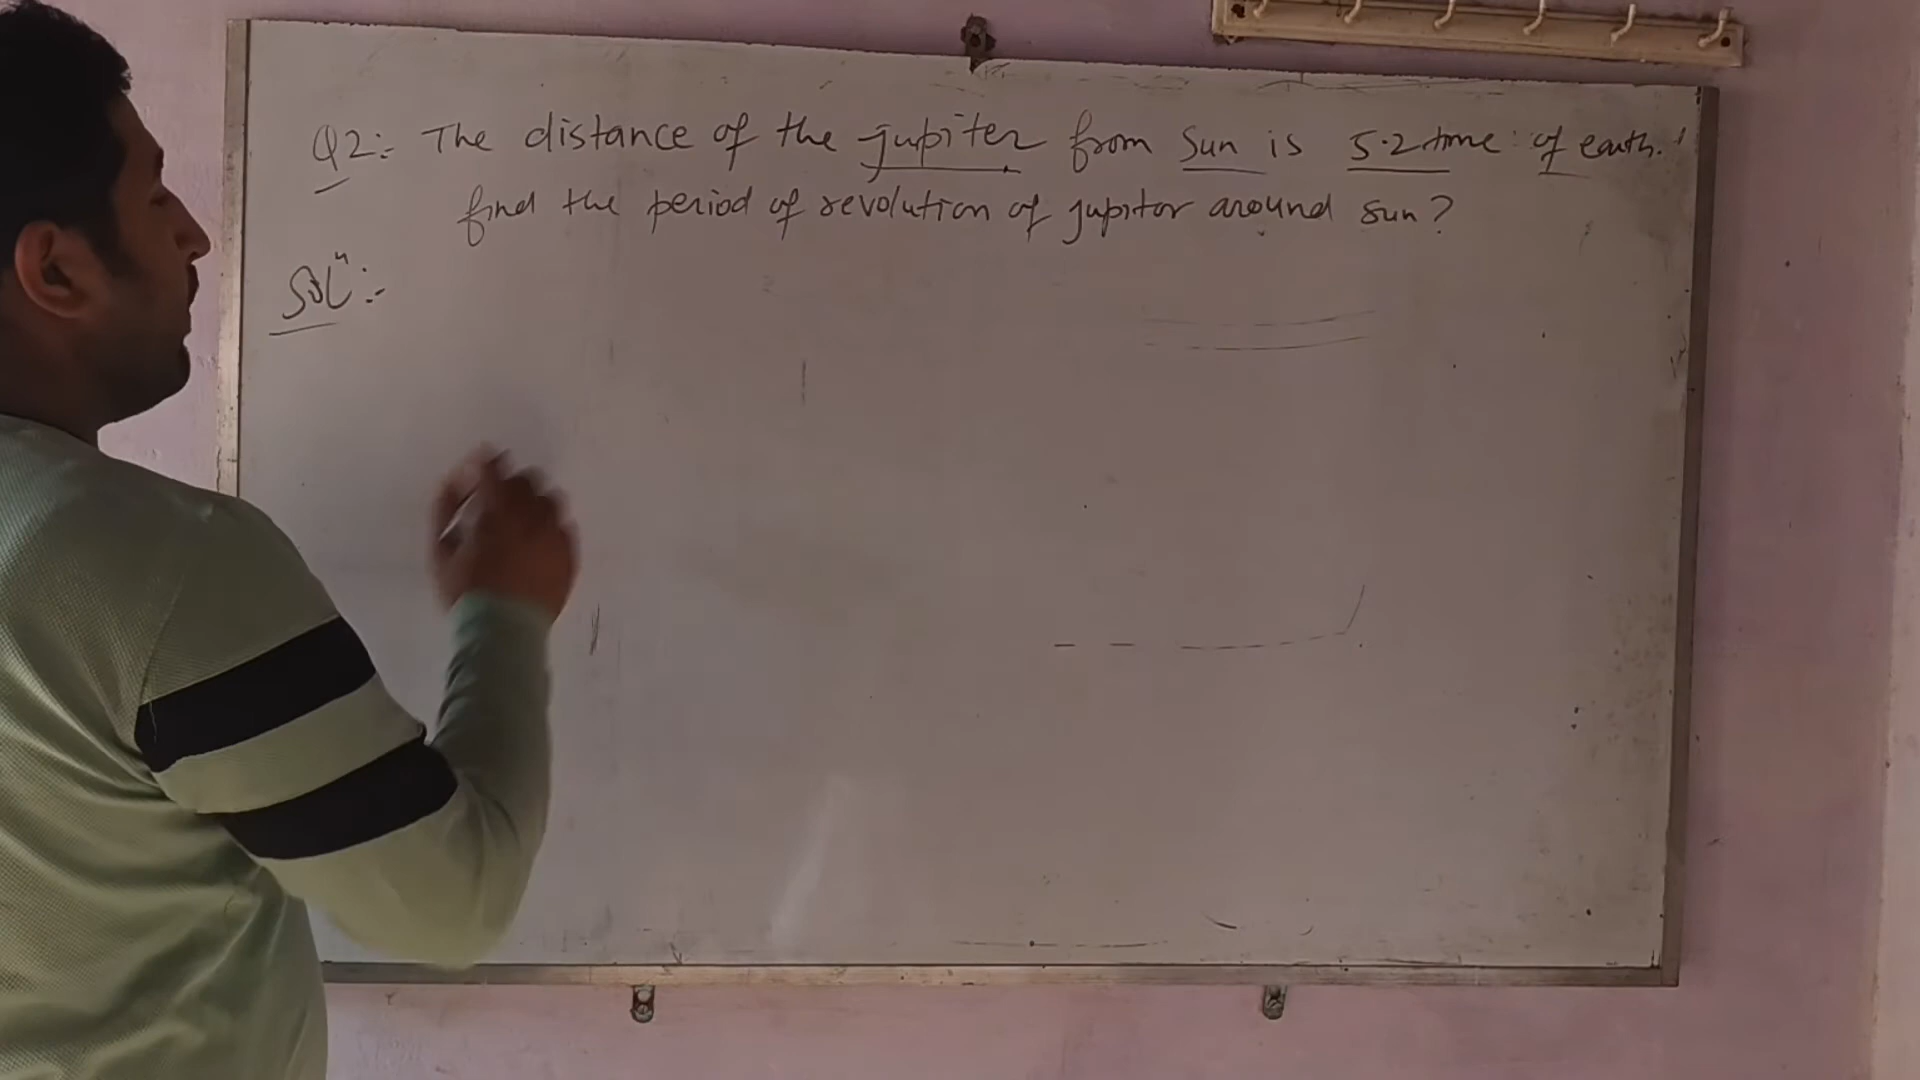 Q2:- The distance of the jupiter from Sun is 5.2 time of earth.
find the period of revolution of jupitor around sun?
Solⁿ:-